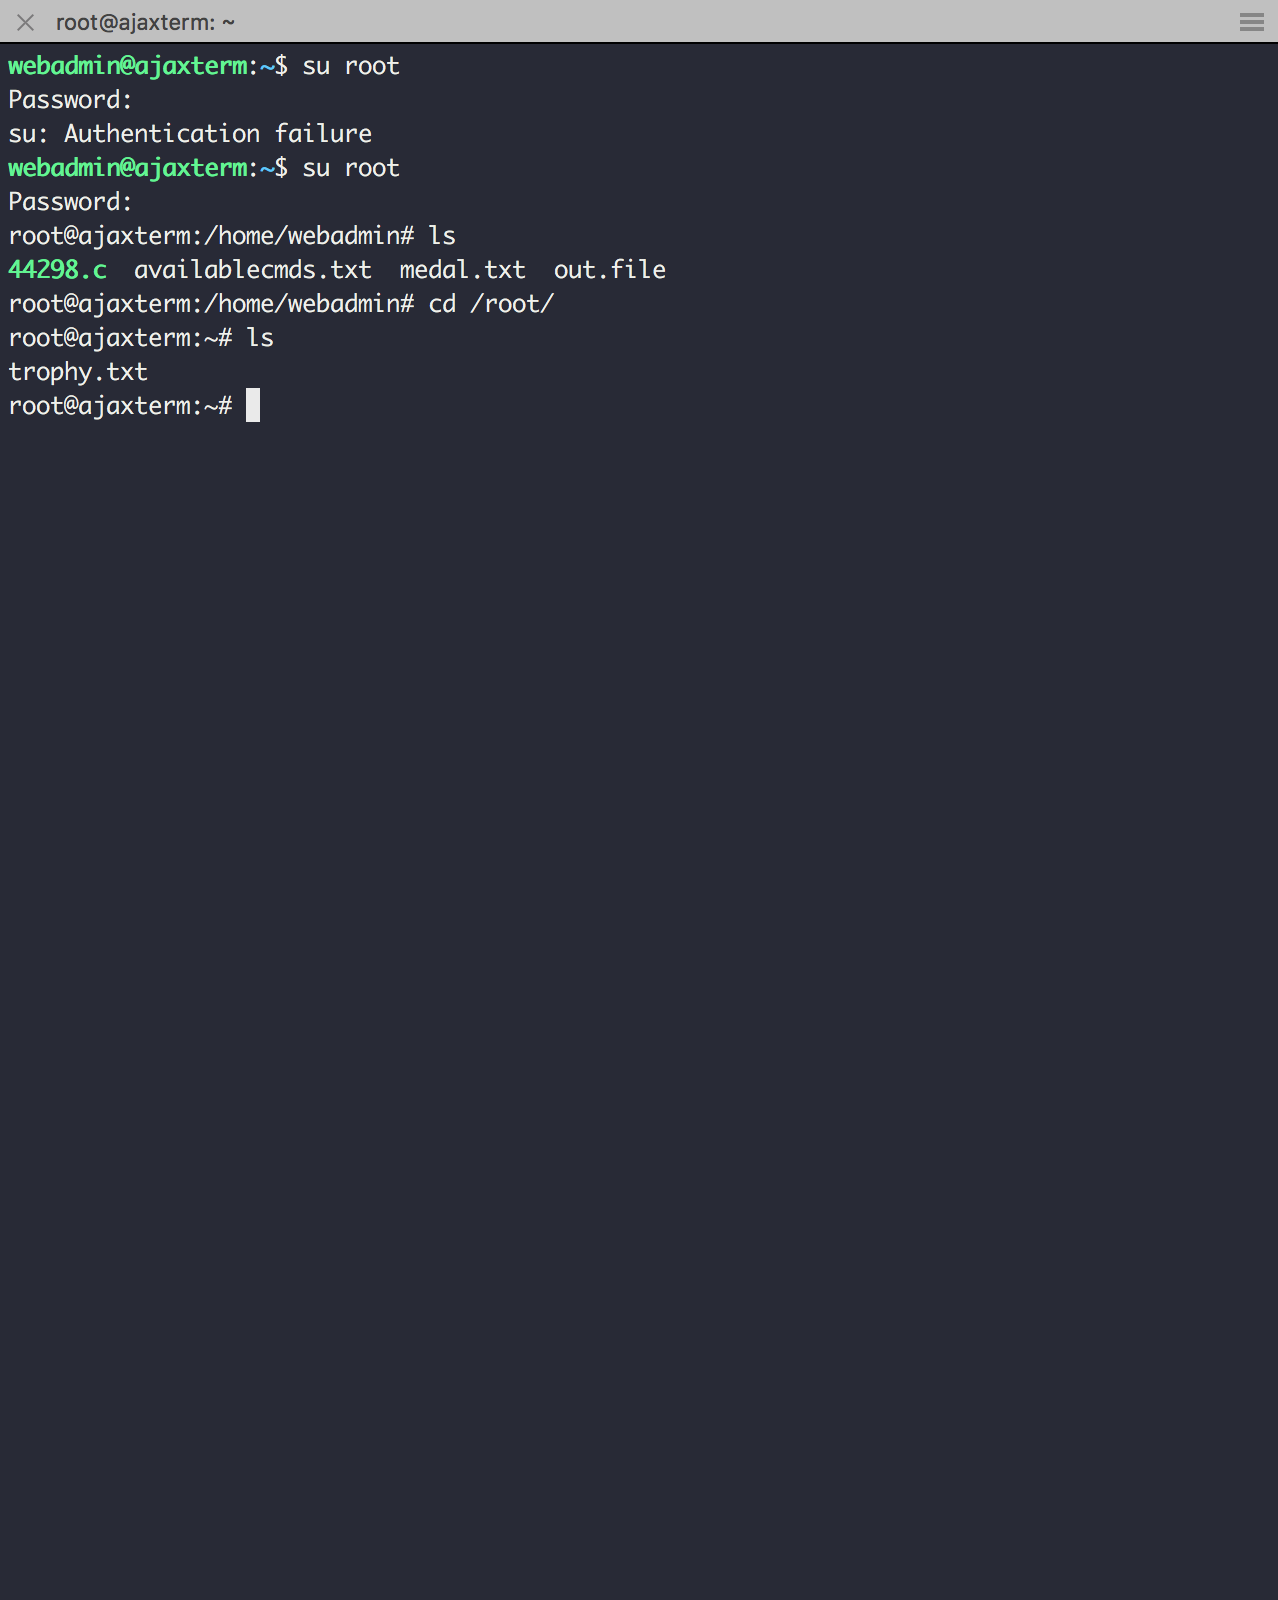 root@ajaxterm: ~
webadmin@ajaxterm:~$ su root
Password:
su: Authentication failure
webadmin@ajaxterm:~$ su root
Password:
root@ajaxterm:/home/webadmin# ls
44298.c  availablecmds.txt  medal.txt  out.file
root@ajaxterm:/home/webadmin# cd /root/
root@ajaxterm:~# ls
trophy.txt
root@ajaxterm:~#